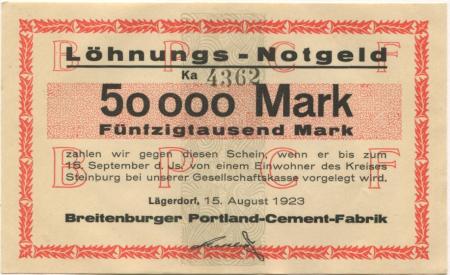 B P C F
Löhnungs-Notgeld
Ka 4362
50 000 Mark
Fünfzigtausend Mark
zahlen wir gegen diesen Schein, wenn er bis zum
15. September d. Js. von einem Einwohner des Kreises
Steinburg bei unserer Gesellschaftskasse vorgelegt wird.
B P C F
Lägerdorf, 15. August 1923
Breitenburger Portland-Cement-Fabrik